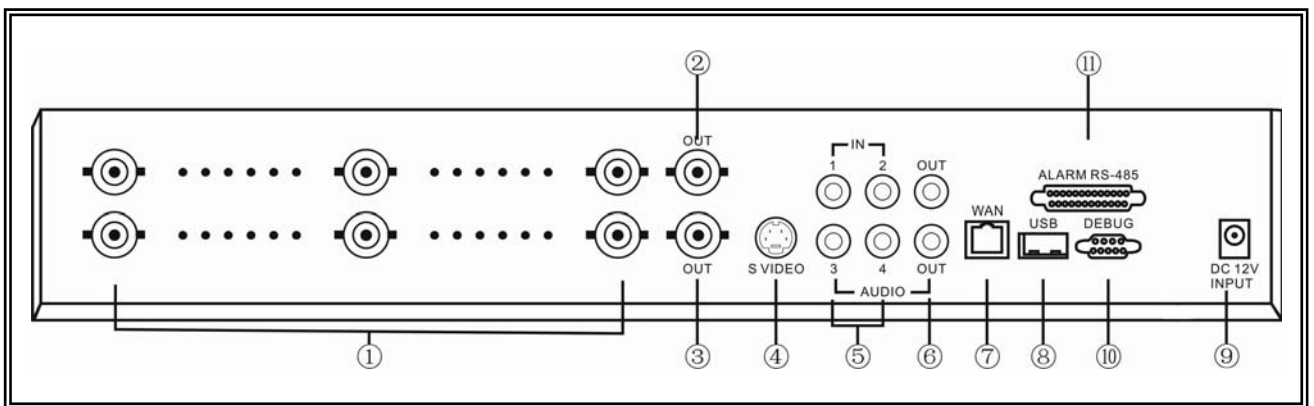 ② ⑪
OUT IN
1 2 OUT
ALARM RS-485
WAN USB DEBUG
OUT S VIDEO 3 4 OUT
AUDIO
DC 12V
INPUT
① ③ ④ ⑤ ⑥ ⑦ ⑧ ⑩ ⑨